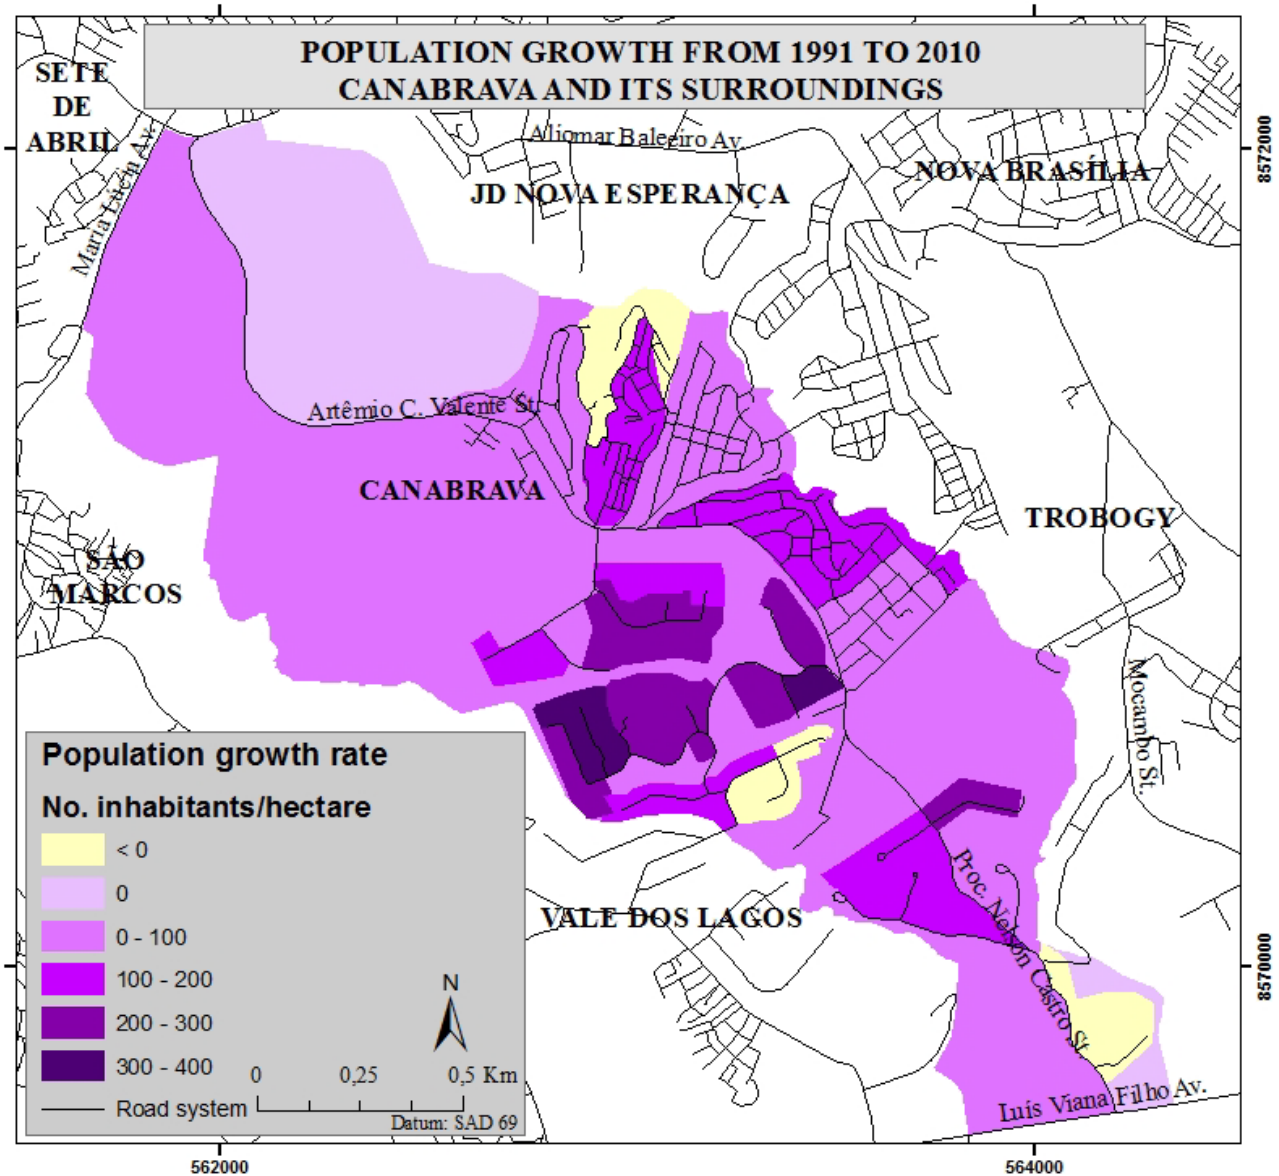 POPULATION GROWTH FROM 1991 TO 2010
CANABRAVA AND ITS SURROUNDINGS
SETE
DE
ABRIL
Maria Lúcia Av.
Aliomar Baleeiro Av.
JD NOVA ESPERANÇA
NOVA BRASÍLIA
8572000
Artêmio C. Valente St.
CANABRAVA
TROBOGY
SÃO
MARCOS
Mocambo St.
VALE DOS LAGOS
Proc. Nelson Castro St.
Luís Viana Filho Av.
8570000
Population growth rate
No. inhabitants/hectare
< 0
0
0 - 100
100 - 200
200 - 300
300 - 400
Road system
N
0 0,25 0,5 Km
Datum: SAD 69
562000
564000